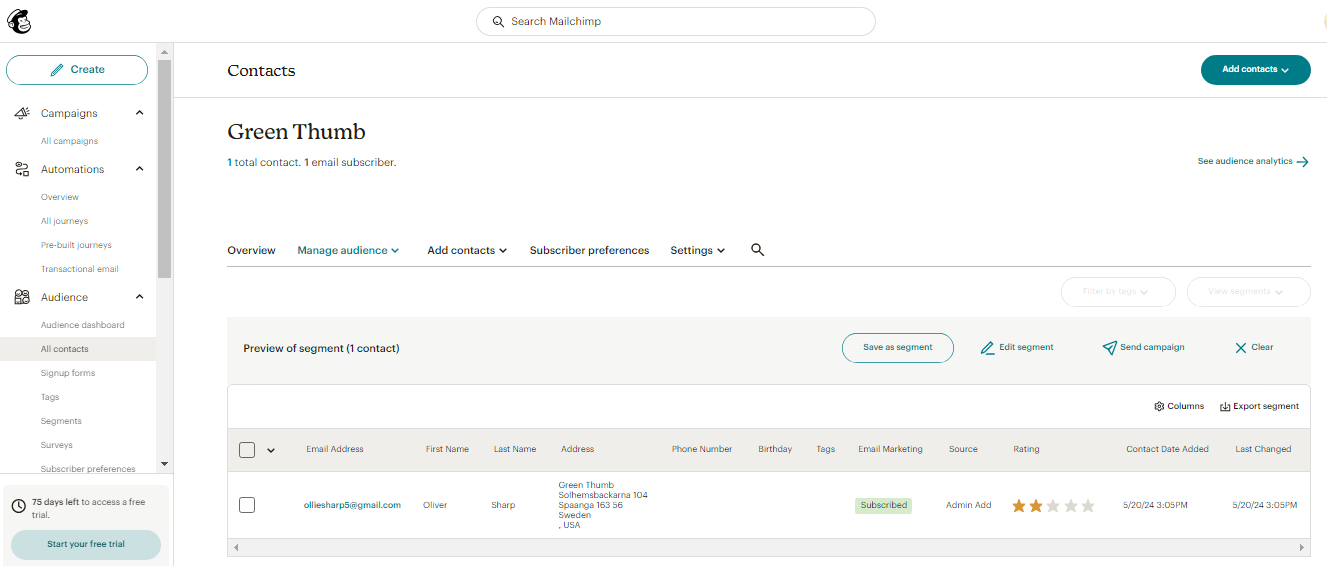 Search Mailchimp
Create
Campaigns
All campaigns
Automations
Overview
All journeys
Pre-built journeys
Transactional email
Audience
Audience dashboard
All contacts
Signup forms
Tags
Segments
Surveys
Subscriber preferences
75 days left to access a free
trial.
Start your free trial
Contacts
Add contacts
Green Thumb
1 total contact. 1 email subscriber.
See audience analytics
Overview Manage audience Add contacts Subscriber preferences Settings
Filter by tags View segments
Preview of segment (1 contact) Save as segment Edit segment Send campaign Clear
Columns Export segment
Email Address First Name Last Name Address Phone Number Birthday Tags Email Marketing Source Rating Contact Date Added Last Changed
olliesharp5@gmail.com Oliver Sharp
Green Thumb
Solhemsbackarna 104
Spaanga 163 56
Sweden
, USA
Subscribed Admin Add 5/20/24 3:05PM 5/20/24 3:05PM